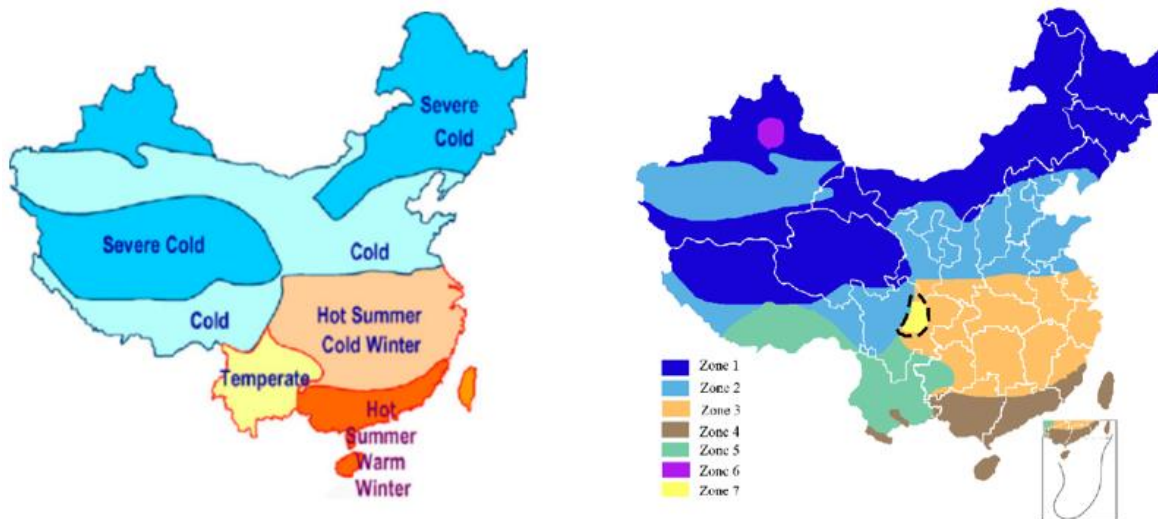 Severe
Cold
Severe Cold
Cold
Cold
Hot Summer
Cold Winter
Temperate
Hot
Summer
Warm
Winter
Zone 1
Zone 2
Zone 3
Zone 4
Zone 5
Zone 6
Zone 7